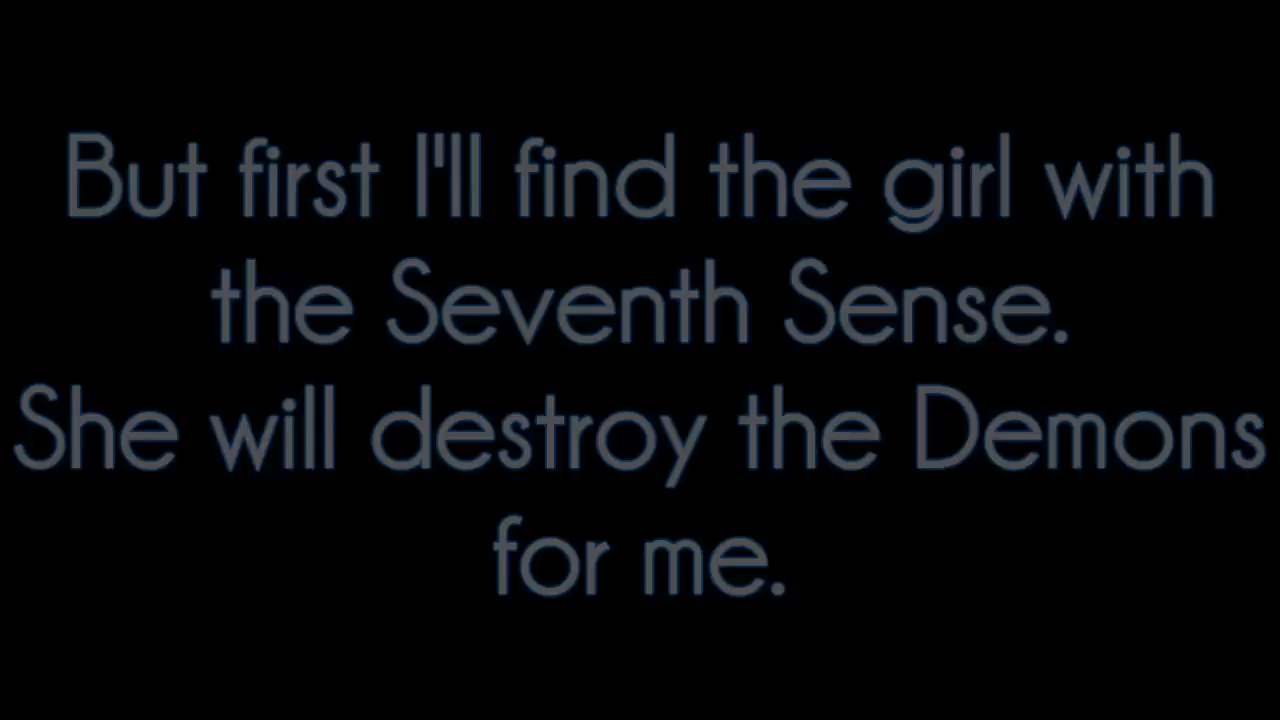 But first I'll find the girl with
the Seventh Sense.
She will destroy the Demons
for me.